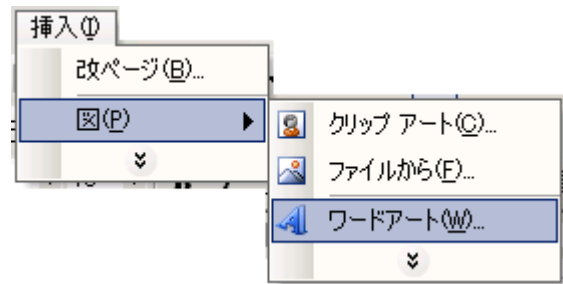 挿入(I)
改ページ(B)...
図(P)
クリップ アート(C)...
ファイルから(F)...
ワードアート(W)...